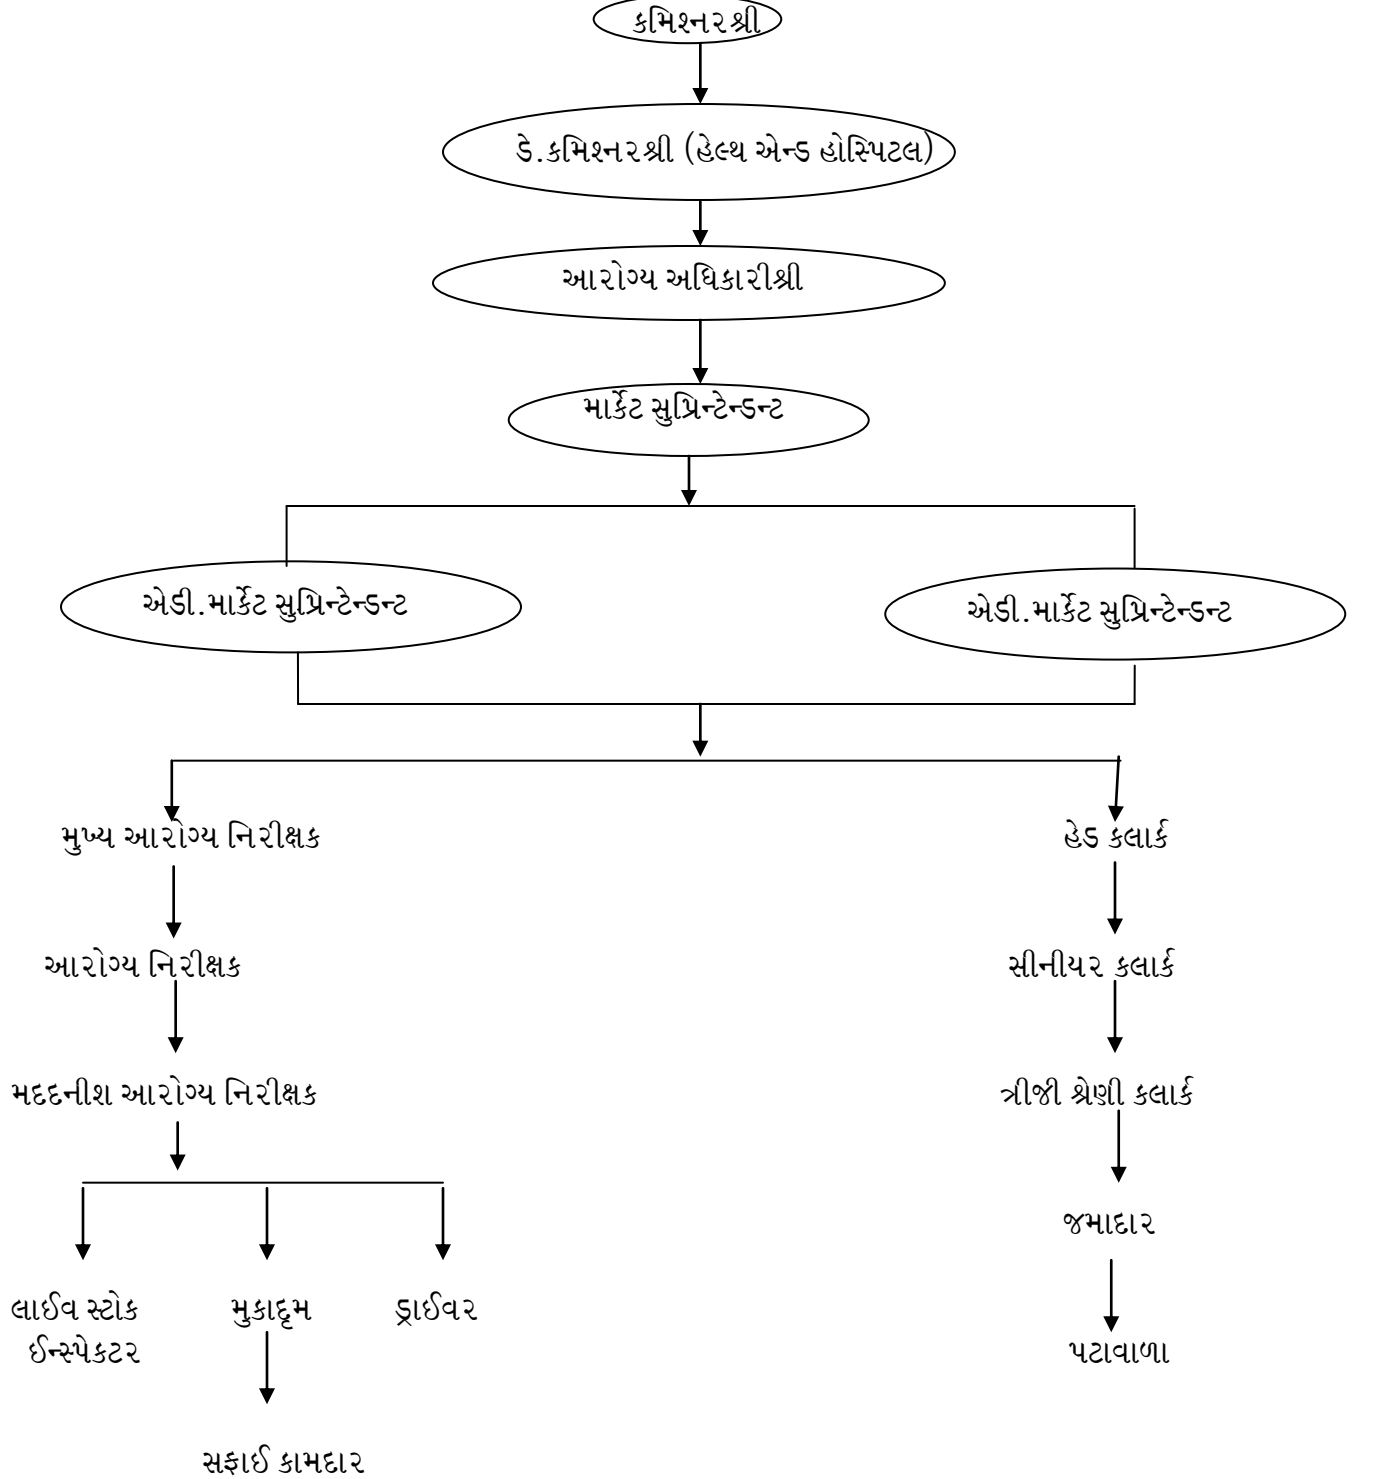 કમિશ્નરશ્રી
ડે.કમિશ્નરશ્રી (હેલ્થ એન્ડ હોસ્પિટલ)
આરોગ્ય અધિકારીશ્રી
માર્કેટ સુપ્રિન્ટેન્ડન્ટ
એડી.માર્કેટ સુપ્રિન્ટેન્ડન્ટ
એડી.માર્કેટ સુપ્રિન્ટેન્ડન્ટ
મુખ્ય આરોગ્ય નિરીક્ષક
હેડ કલાર્ક
આરોગ્ય નિરીક્ષક
સીનીયર કલાર્ક
મદદનીશ આરોગ્ય નિરીક્ષક
ત્રીજી શ્રેણી કલાર્ક
જમાદાર
લાઈવ સ્ટોક
ઈન્સ્પેકટર
મુકાદ્દમ
ડ્રાઈવર
પટાવાળા
સફાઈ કામદાર